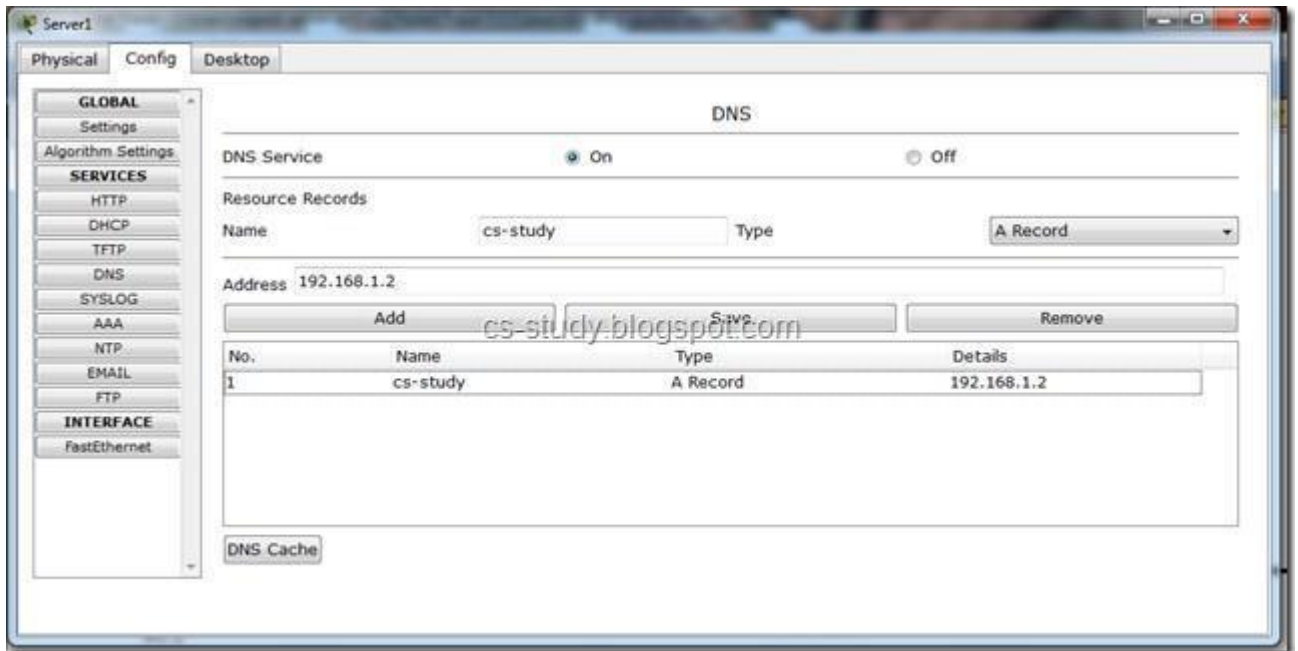 Server1
Physical Config Desktop
GLOBAL
Settings
Algorithm Settings
SERVICES
HTTP
DHCP
TFTP
DNS
SYSLOG
AAA
NTP
EMAIL
FTP
INTERFACE
FastEthernet
DNS
DNS Service On Off
Resource Records
Name cs-study Type A Record
Address 192.168.1.2
Add Save Remove
cs-study.blogspot.com
No. Name Type Details
1 cs-study A Record 192.168.1.2
DNS Cache